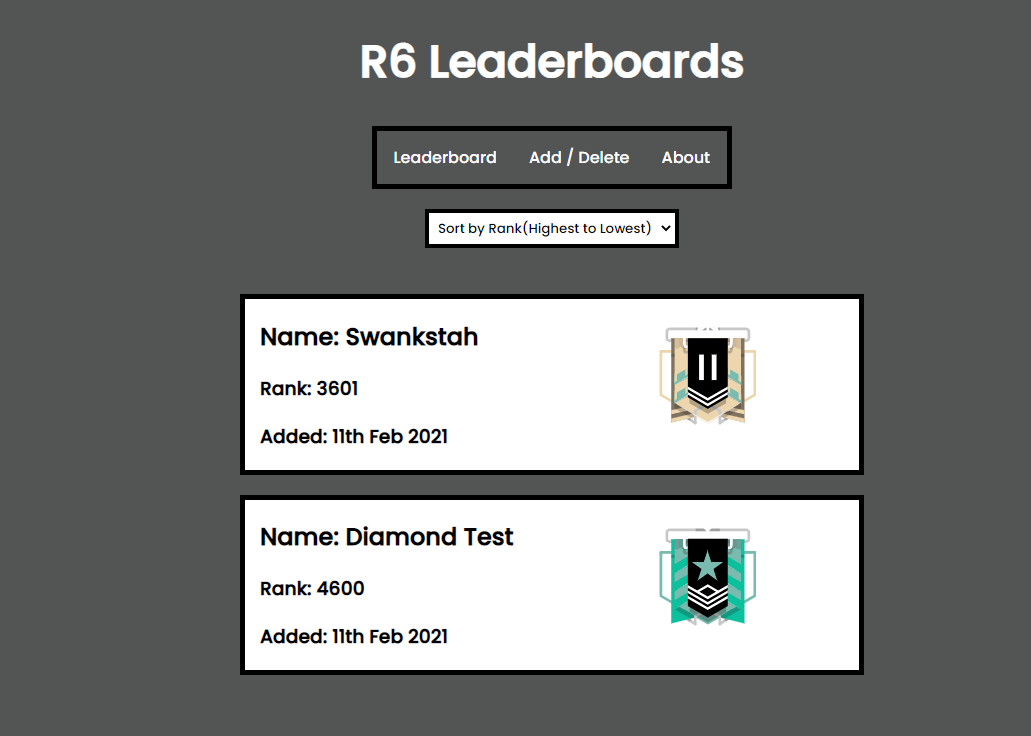 R6 Leaderboards
Leaderboard Add / Delete About
Sort by Rank(Highest to Lowest)
Name: Swankstah
Rank: 3601
Added: 11th Feb 2021
Name: Diamond Test
Rank: 4600
Added: 11th Feb 2021